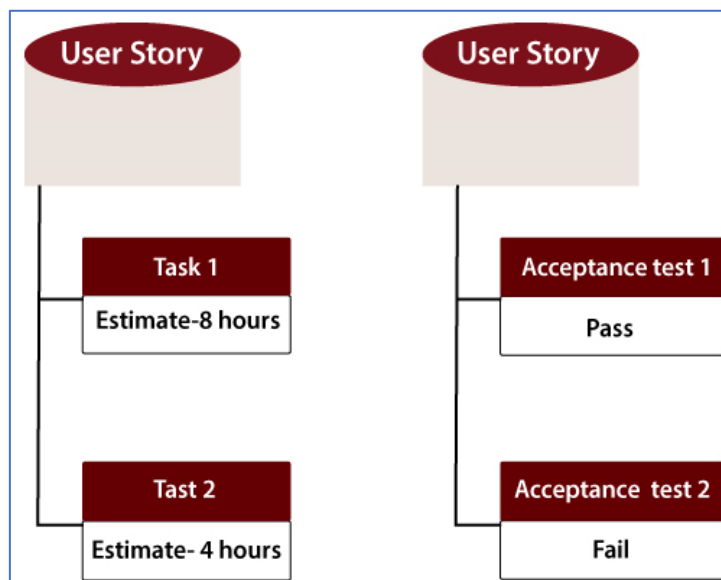 User Story
Task 1
Estimate-8 hours
Tast 2
Estimate- 4 hours
User Story
Acceptance test 1
Pass
Acceptance  test 2
Fail